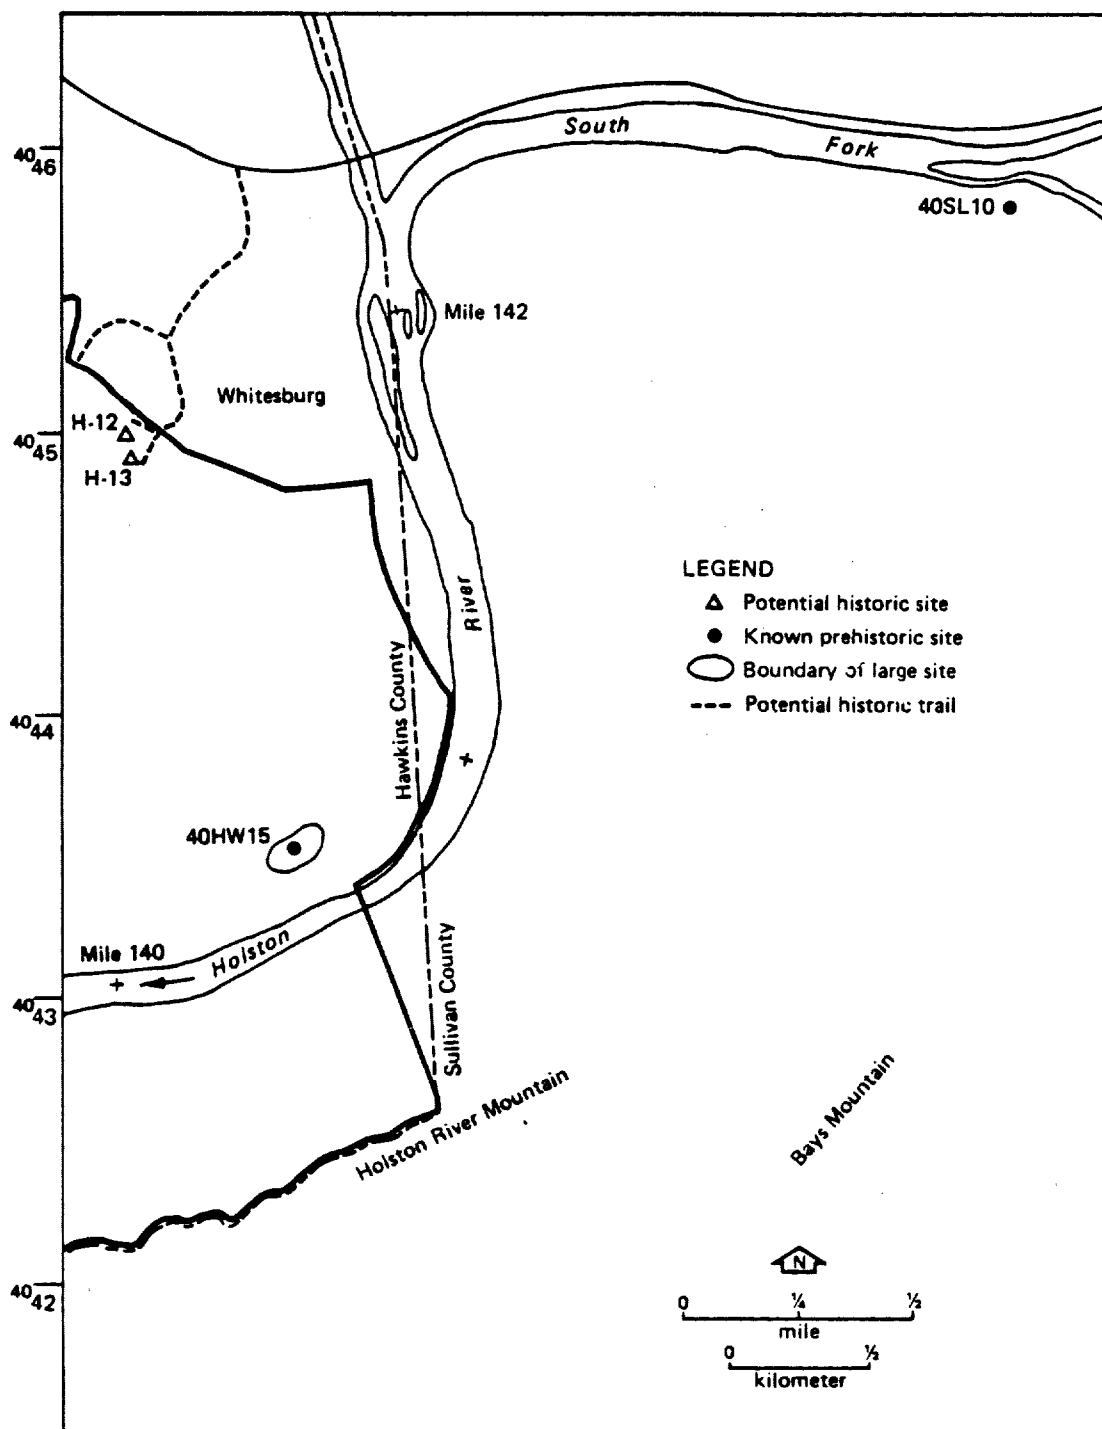 South
Fork
4046
40SL10
Mile 142
Whitesburg
H-12
4045
H-13
LEGEND
Potential historic site
Known prehistoric site
Boundary of large site
Potential historic trail
River
Hawkins County
4044
40HW15
Mile 140
Holston
4043
Sullivan County
Holston River Mountain
Bays Mountain
4042
N
0 ¼ ½
mile
0 ½
kilometer